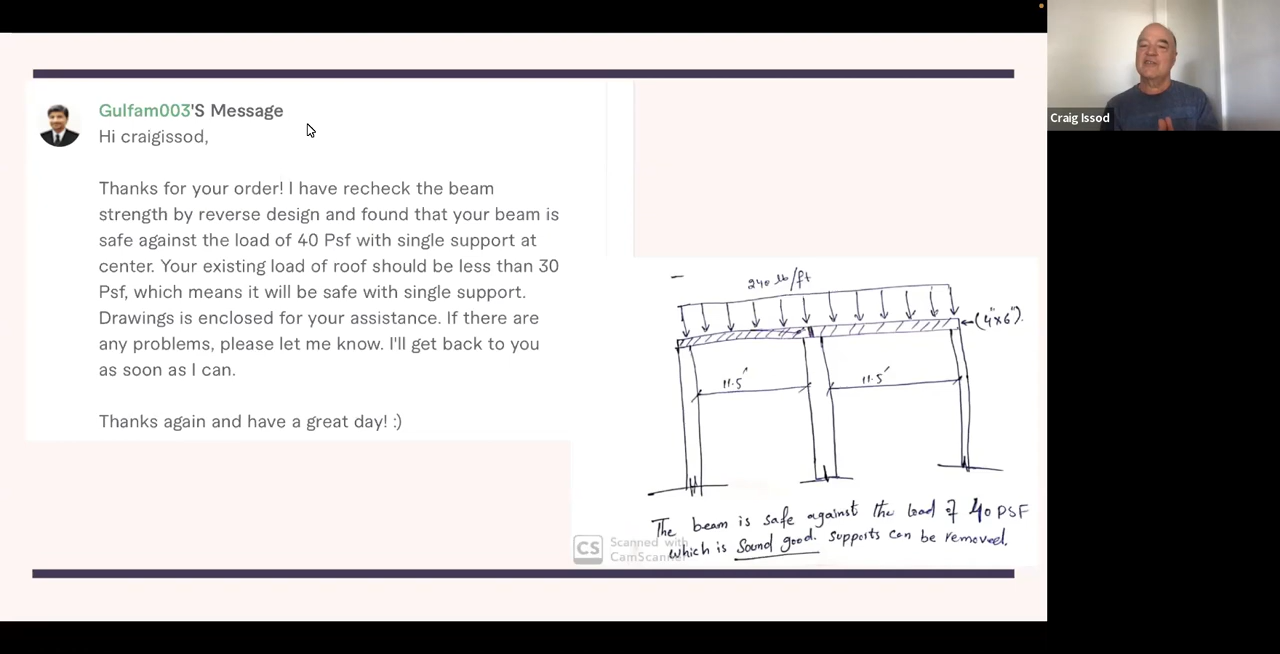 Gulfam003'S Message
Hi craigissod,
Thanks for your order! I have recheck the beam
strength by reverse design and found that your beam is
safe against the load of 40 Psf with single support at
center. Your existing load of roof should be less than 30
Psf, which means it will be safe with single support.
Drawings is enclosed for your assistance. If there are
any problems, please let me know. I'll get back to you
as soon as I can.
Thanks again and have a great day! :)
240 lb/ft
(4"x6").
11.5'
11.5'
The beam is safe against the load of 40 PSF
which is sound good. supports can be removed.
CS
Scanned with
CamScanner
Craig Issod